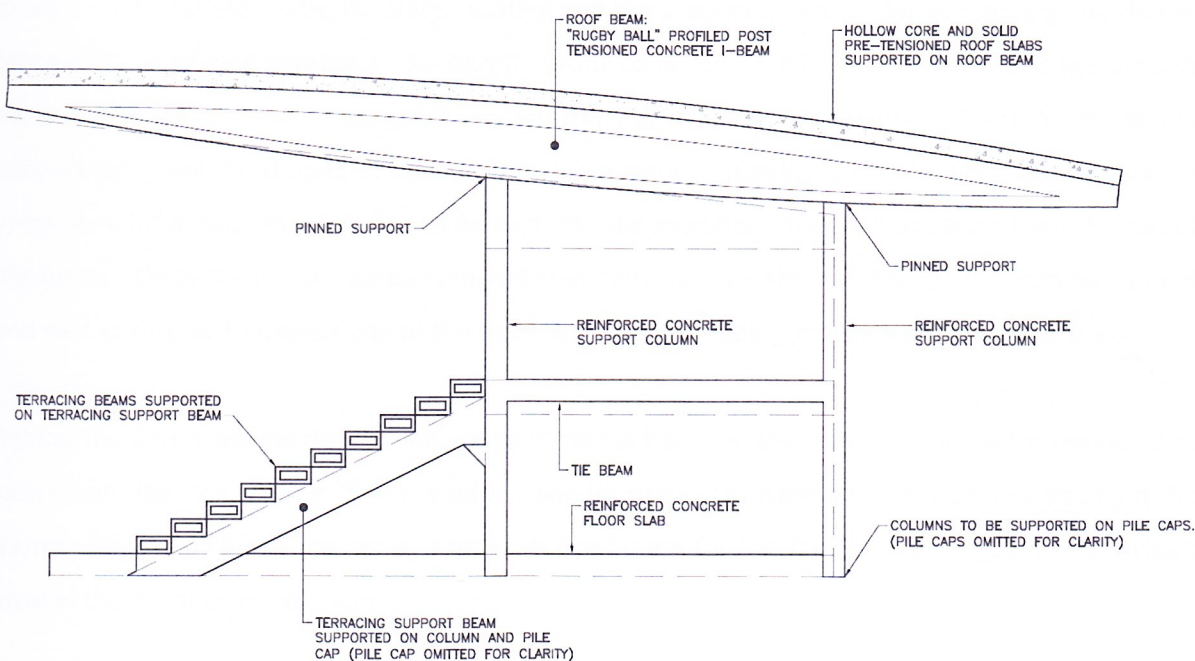 ROOF BEAM:
"RUGBY BALL" PROFILED POST
TENSIONED CONCRETE I-BEAM
HOLLOW CORE AND SOLID
PRE-TENSIONED ROOF SLABS
SUPPORTED ON ROOF BEAM
PINNED SUPPORT
PINNED SUPPORT
REINFORCED CONCRETE
SUPPORT COLUMN
REINFORCED CONCRETE
SUPPORT COLUMN
TERRACING BEAMS SUPPORTED
ON TERRACING SUPPORT BEAM
TIE BEAM
REINFORCED CONCRETE
FLOOR SLAB
COLUMNS TO BE SUPPORTED ON PILE CAPS.
(PILE CAPS OMITTED FOR CLARITY)
TERRACING SUPPORT BEAM
SUPPORTED ON COLUMN AND PILE
CAP (PILE CAP OMITTED FOR CLARITY)